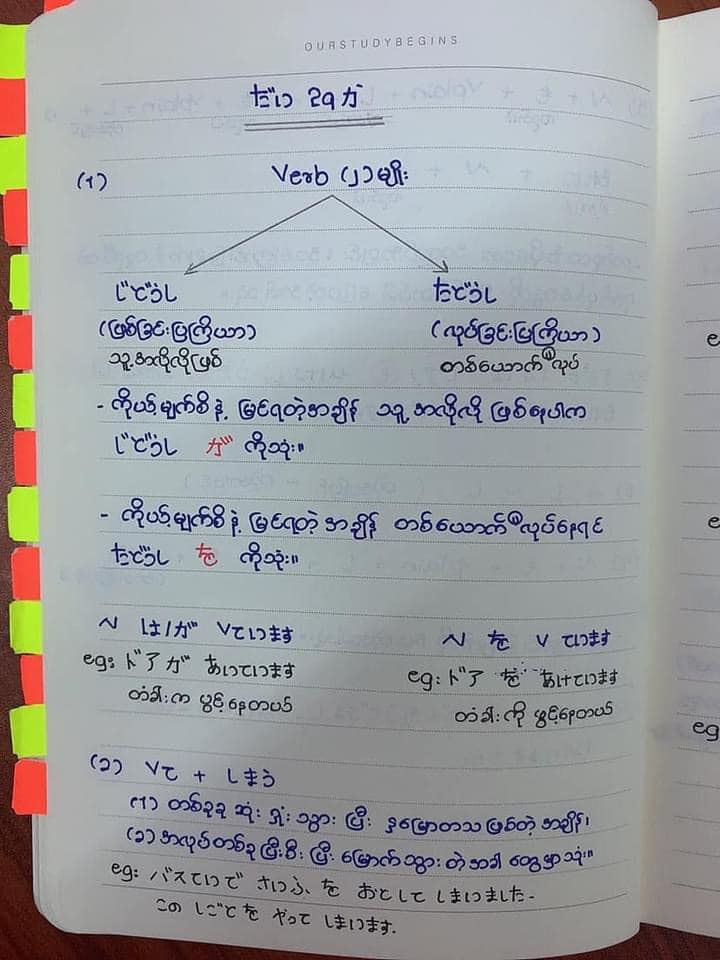 OURSTUDYBEGINS
だい 29 か
(1) Verb (၂) မျိုး
じどうし たどうし
(ဖြစ်ခြင်းပြကြိယာ) (လုပ်ခြင်းပြကြိယာ)
သူ့အလိုလိုဖြစ် တစ်ယောက်ယောက်လုပ်
- ကိုယ့်မျက်စိနဲ့ မြင်ရတဲ့အချိန် သူ့အလိုလို ဖြစ်နေပါက
じどうし が ကိုသုံး။
- ကိုယ့်မျက်စိနဲ့ မြင်ရတဲ့ အချိန် တစ်ယောက်ယောက်လုပ်နေရင်
たどうし を ကိုသုံး။
N は/が Vています N を V ています
eg: ドアが あいています eg: ドア を あけています
တံခါးက ပွင့်နေတယ် တံခါးကို ဖွင့်နေတယ်
(၁) Vて + しまう
(1) တစ်ခုခု ဆုံး ရှုံး သွား ပြီး နှမြောတသ ဖြစ်တဲ့ အချိန်၊
(၁) အလုပ်တစ်ခု ပြီးစီး ပြီး မြောက်သွား တဲ့ အခါ တွေမှာသုံး။
eg: バスていで さいふ を おとして しまいました-
この しごとを やって しまいます.
e
e
eg